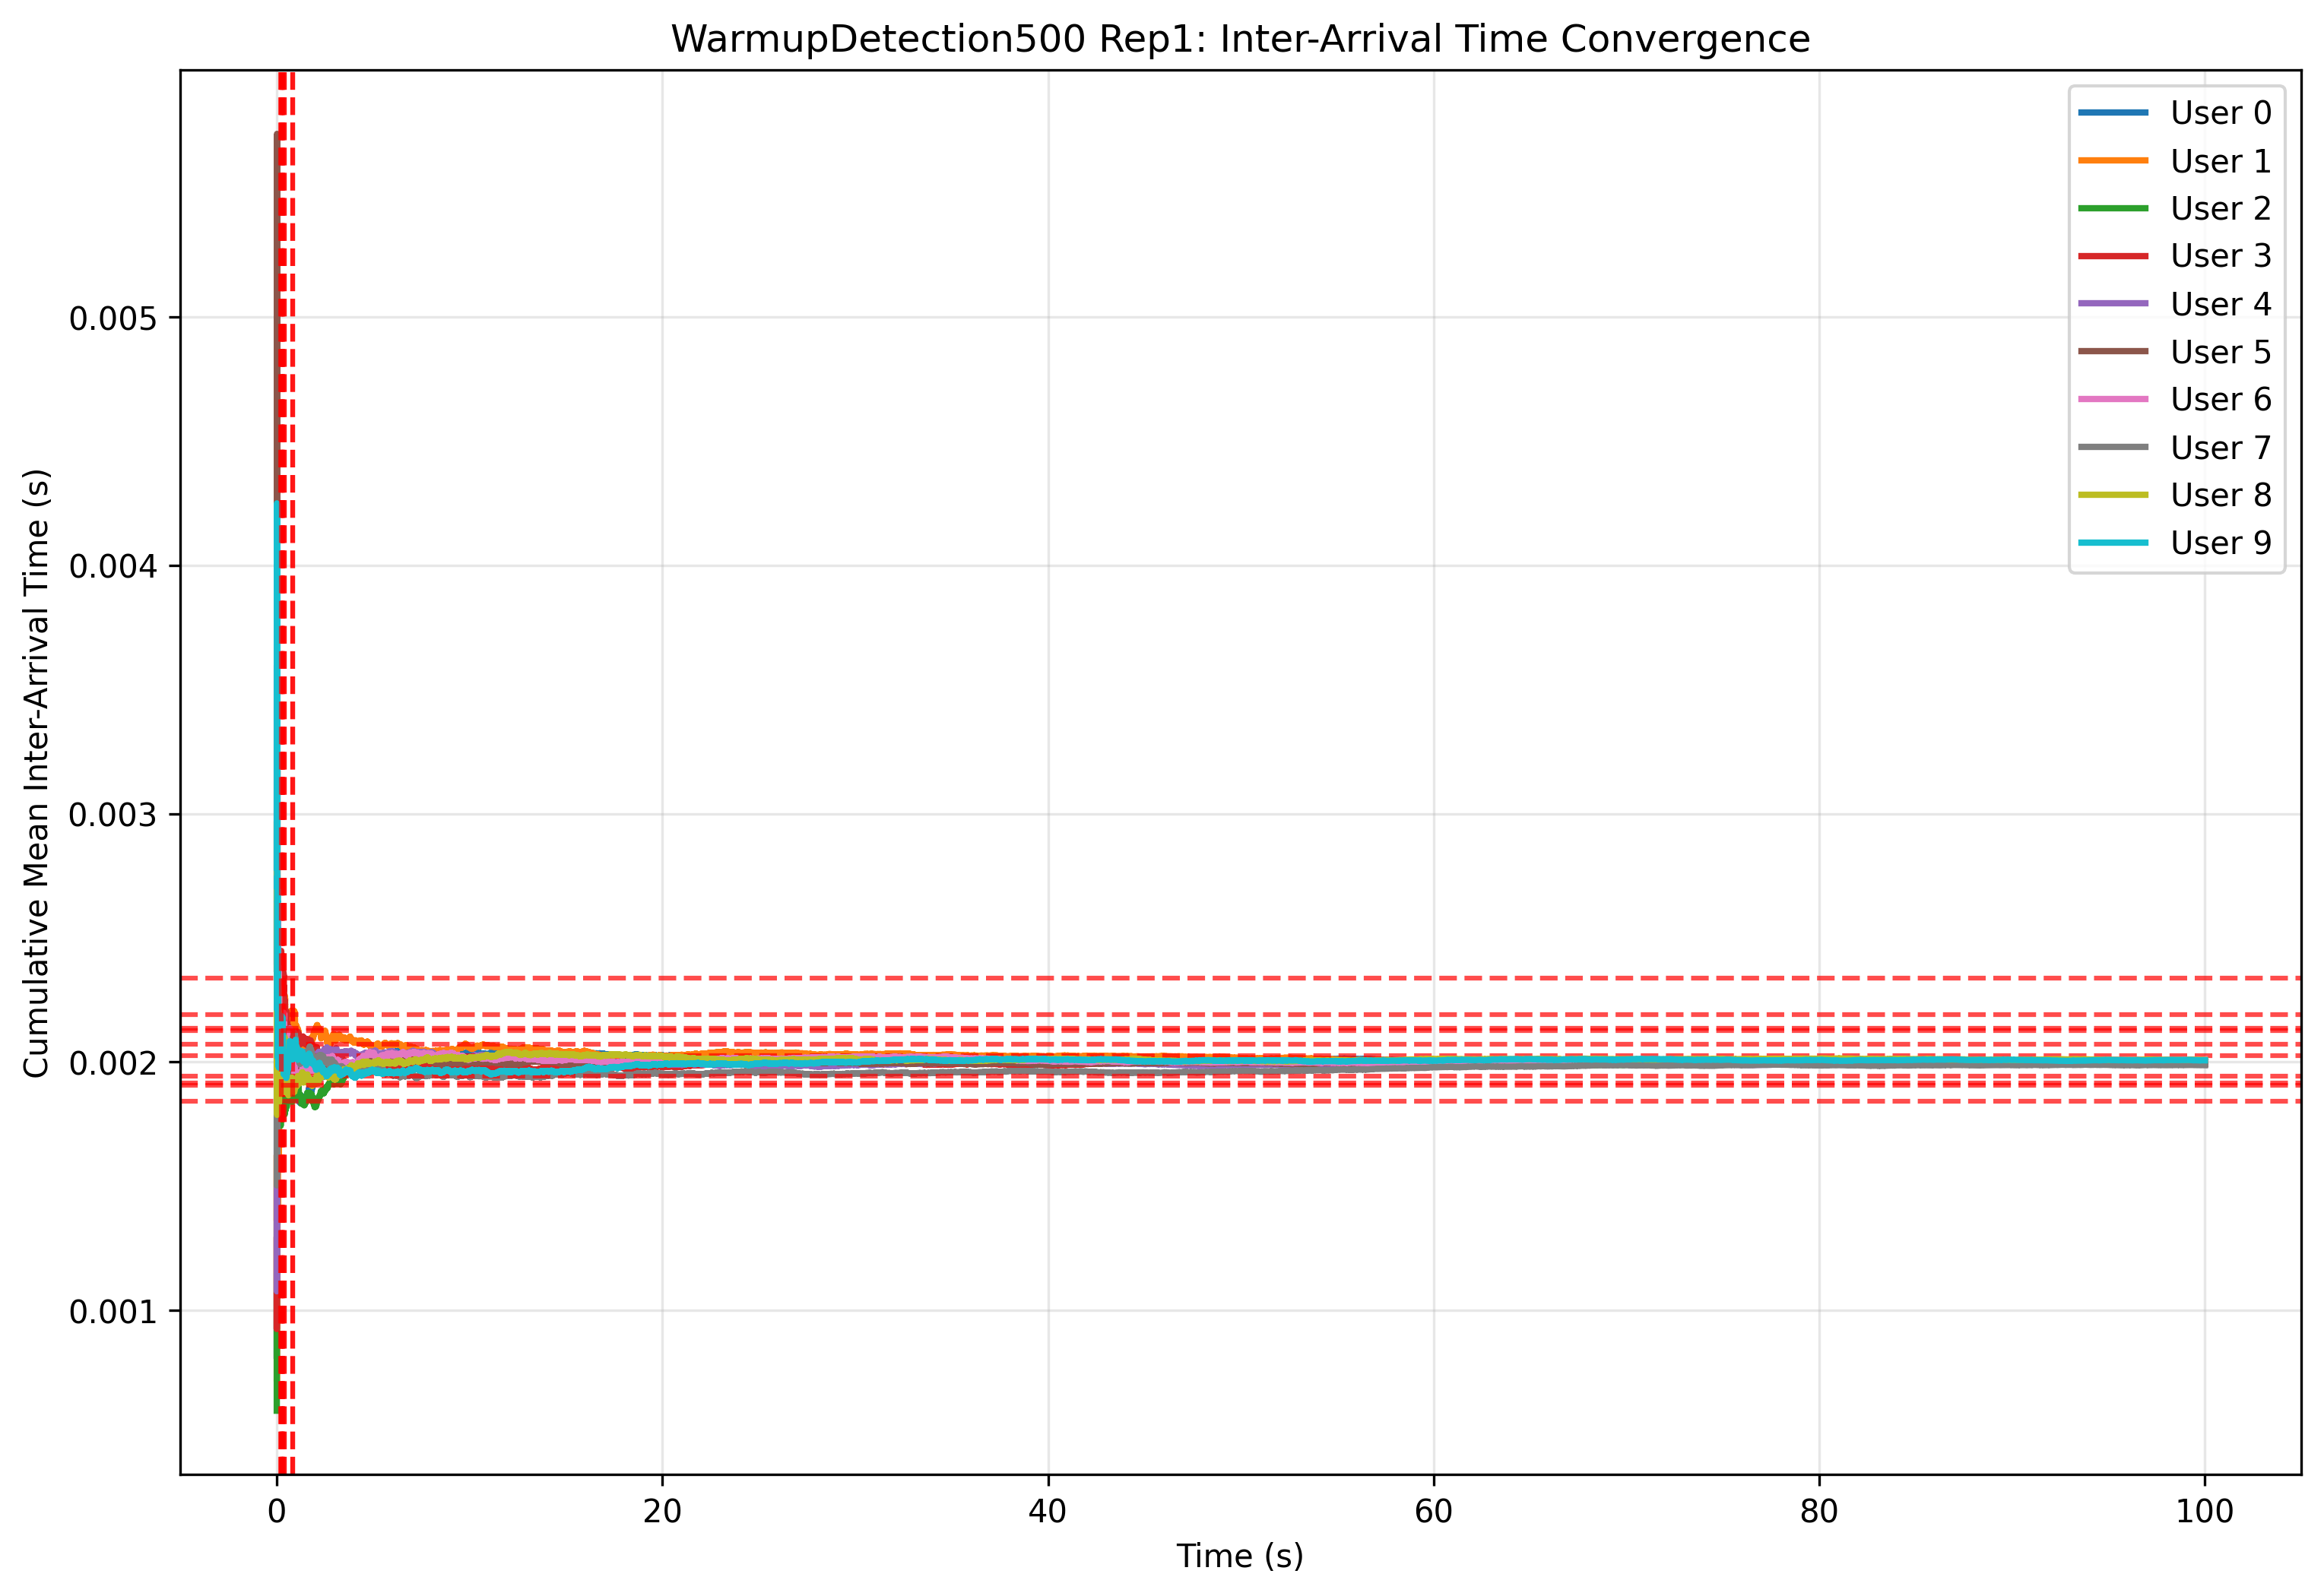 WarmupDetection500 Rep1: Inter-Arrival Time Convergence
Cumulative Mean Inter-Arrival Time (s)
0.005
0.004
0.003
0.002
0.001
User 0
User 1
User 2
User 3
User 4
User 5
User 6
User 7
User 8
User 9
0
20
40
60
80
100
Time (s)